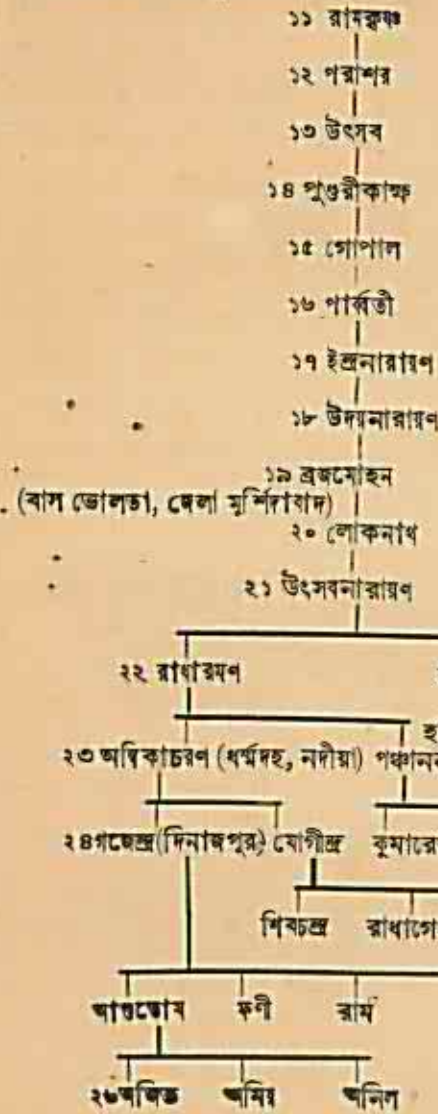 ১১ রামকৃষ্ণ
১২ পরাশর
১৩ উৎসব
১৪ পুণ্ডরীকাক্ষ
১৫ গোপাল
১৬ পার্ব্বতী
১৭ ইন্দ্রনারায়ণ
১৮ উদয়নারায়ণ
১৯ ব্রজমোহন
(বাস ভোলতা, জেলা মুর্শিদাবাদ)
২০ লোকনাথ
২১ উৎসবনারায়ণ
২২ রাধারমণ
২৩ অম্বিকাচরণ (ধর্ম্মদহ, নদীয়া)
২৪ গজেন্দ্র (দিনাজপুর) যোগীন্দ্র
শিবচন্দ্র
আশুতোষ ফণী রাম
২৬ অজিত অমিয় অনিল